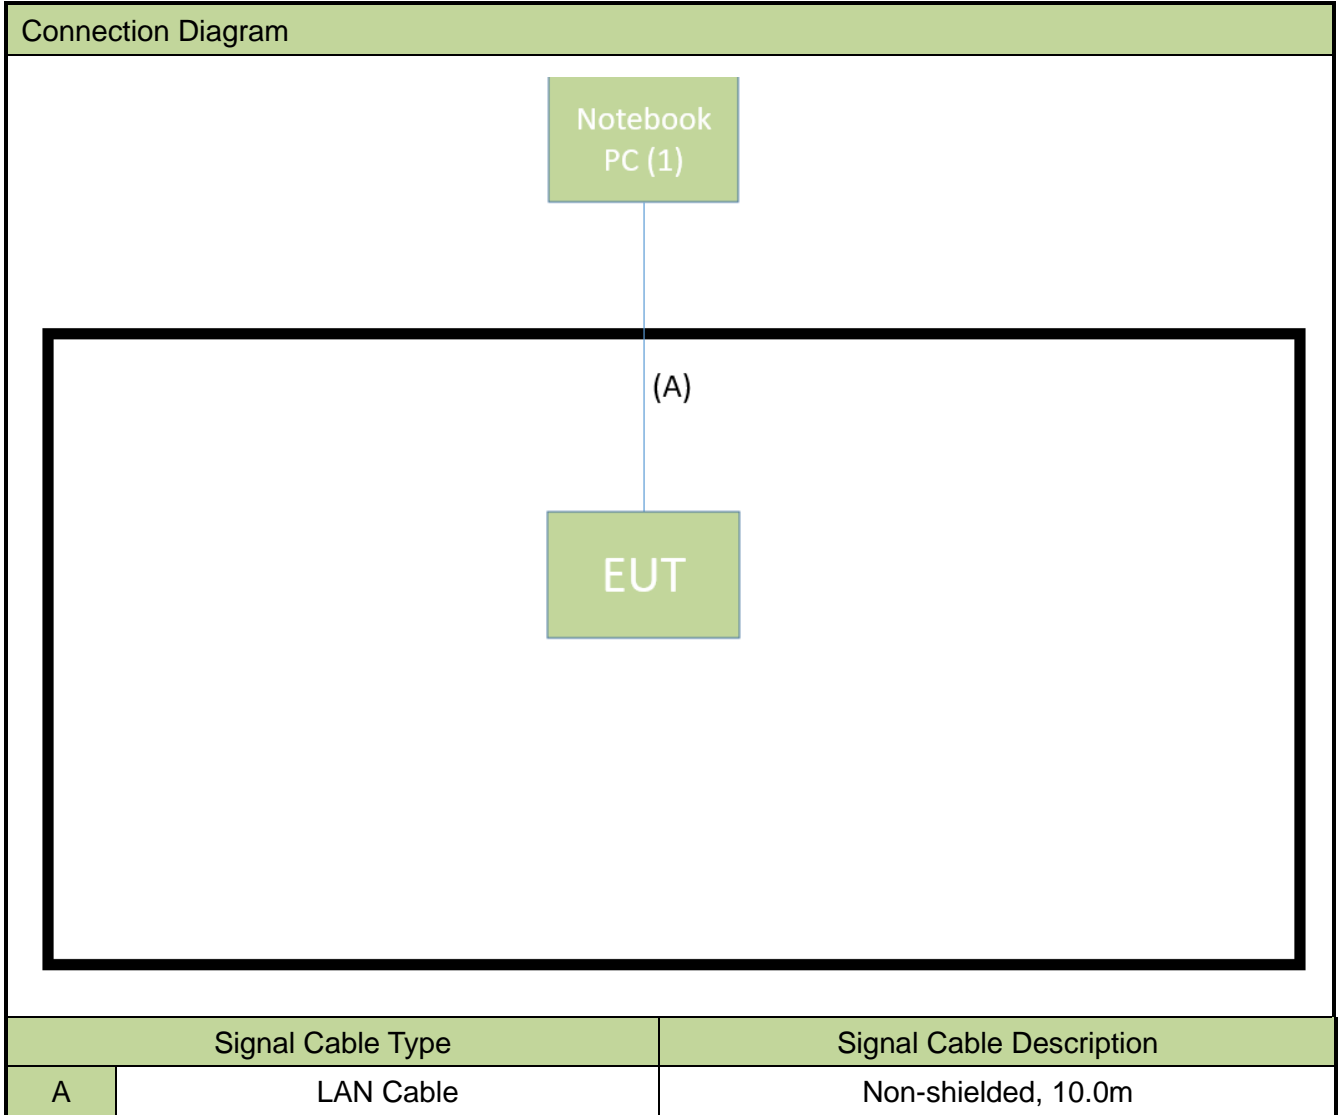 Connection Diagram
Notebook
PC (1)
(A)
EUT
Signal Cable Type Signal Cable Description
A LAN Cable Non-shielded, 10.0m